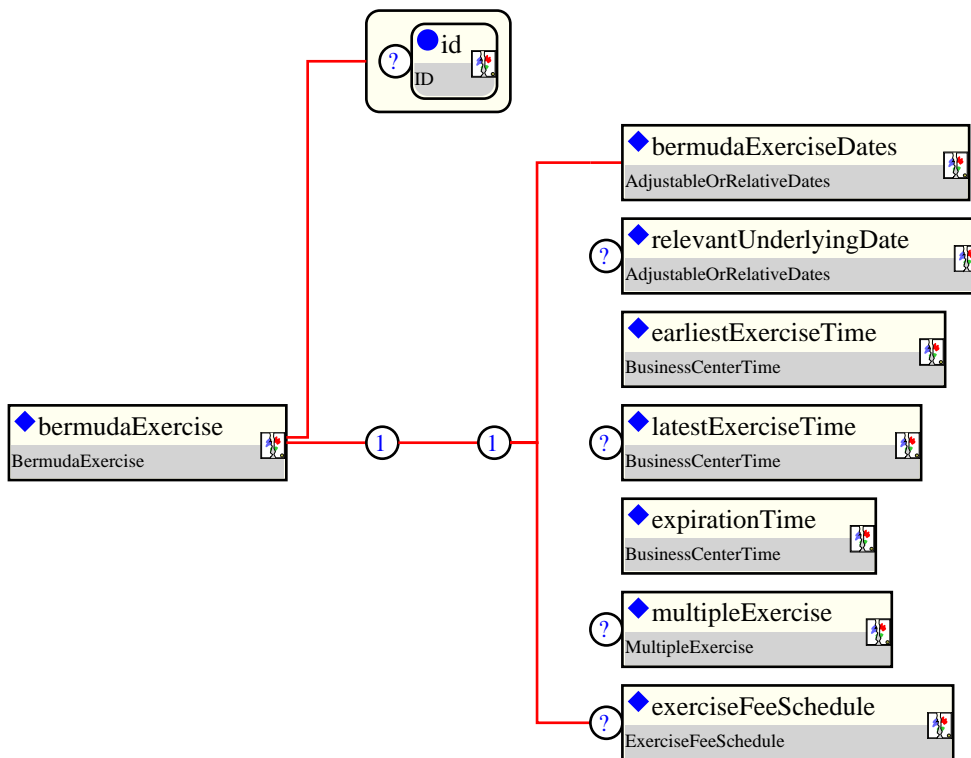 id
?
ID
bermudaExerciseDates
AdjustableOrRelativeDates
relevantUnderlyingDate
?
AdjustableOrRelativeDates
earliestExerciseTime
BusinessCenterTime
bermudaExercise
BermudaExercise
1
1
?
latestExerciseTime
BusinessCenterTime
expirationTime
BusinessCenterTime
multipleExercise
?
MultipleExercise
exerciseFeeSchedule
?
ExerciseFeeSchedule